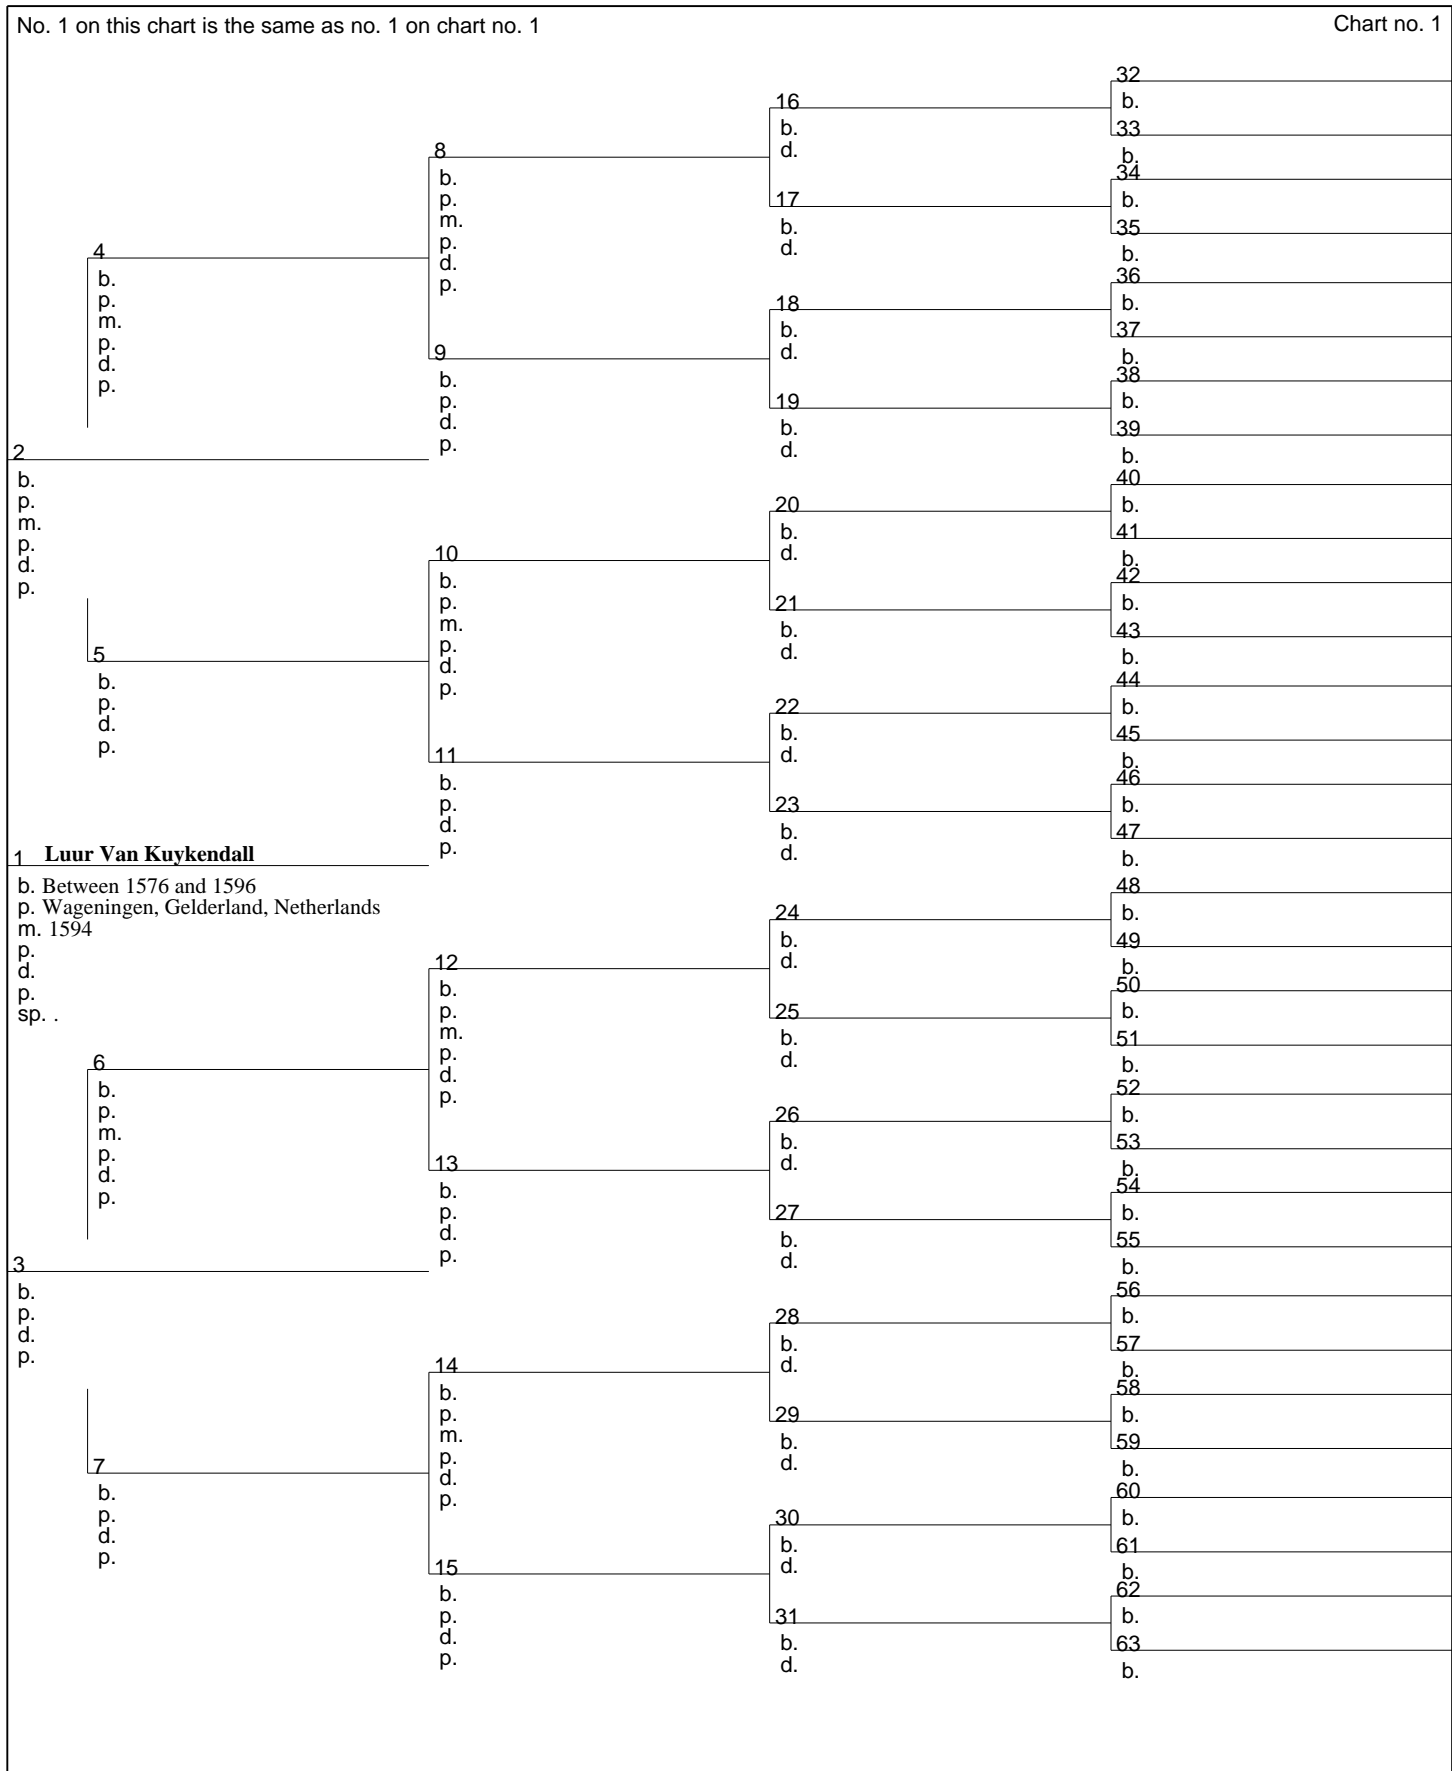 No. 1 on this chart is the same as no. 1 on chart no. 1
Chart no. 1
2
b.
p.
m.
p.
d.
p.
1 Luur Van Kuykendall
b. Between 1576 and 1596
p. Wageningen, Gelderland, Netherlands
m. 1594
p.
d.
p.
sp. .
3
b.
p.
d.
p.
4
b.
p.
m.
p.
d.
p.
5
b.
p.
d.
p.
6
b.
p.
m.
p.
d.
p.
7
b.
p.
d.
p.
8
b.
p.
m.
p.
d.
p.
9
b.
p.
d.
p.
10
b.
p.
m.
p.
d.
p.
11
b.
p.
d.
p.
12
b.
p.
m.
p.
d.
p.
13
b.
p.
d.
p.
14
b.
p.
m.
p.
d.
p.
15
b.
p.
d.
p.
16
b.
d.
17
b.
d.
18
b.
d.
19
b.
d.
20
b.
d.
21
b.
d.
22
b.
d.
23
b.
d.
24
b.
d.
25
b.
d.
26
b.
d.
27
b.
d.
28
b.
d.
29
b.
d.
30
b.
d.
31
b.
d.
32
b.
33
b.
34
b.
35
b.
36
b.
37
b.
38
b.
39
b.
40
b.
41
b.
42
b.
43
b.
44
b.
45
b.
46
b.
47
b.
48
b.
49
b.
50
b.
51
b.
52
b.
53
b.
54
b.
55
b.
56
b.
57
b.
58
b.
59
b.
60
b.
61
b.
62
b.
63
b.